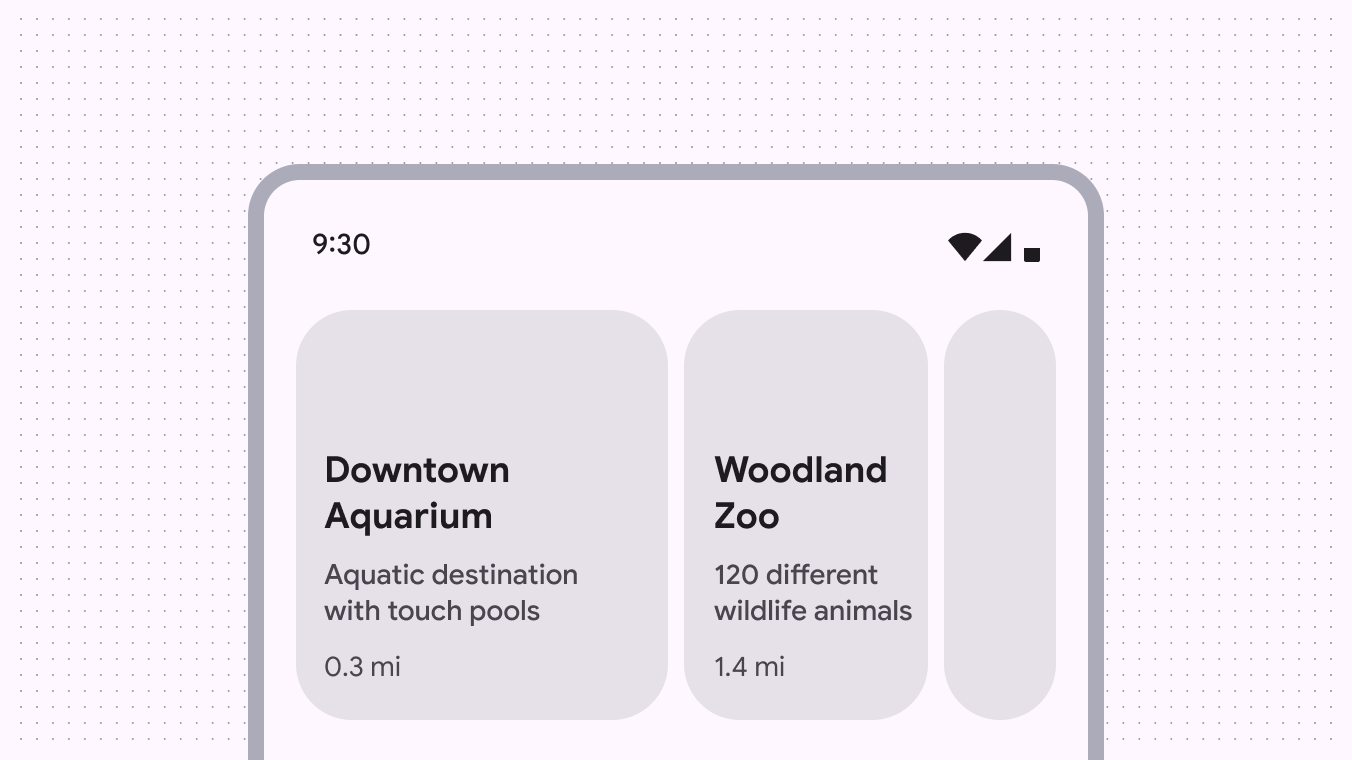 9:30
Downtown
Aquarium
Aquatic destination
with touch pools
0.3 mi
Woodland
Zoo
120 different
wildlife animals
1.4 mi